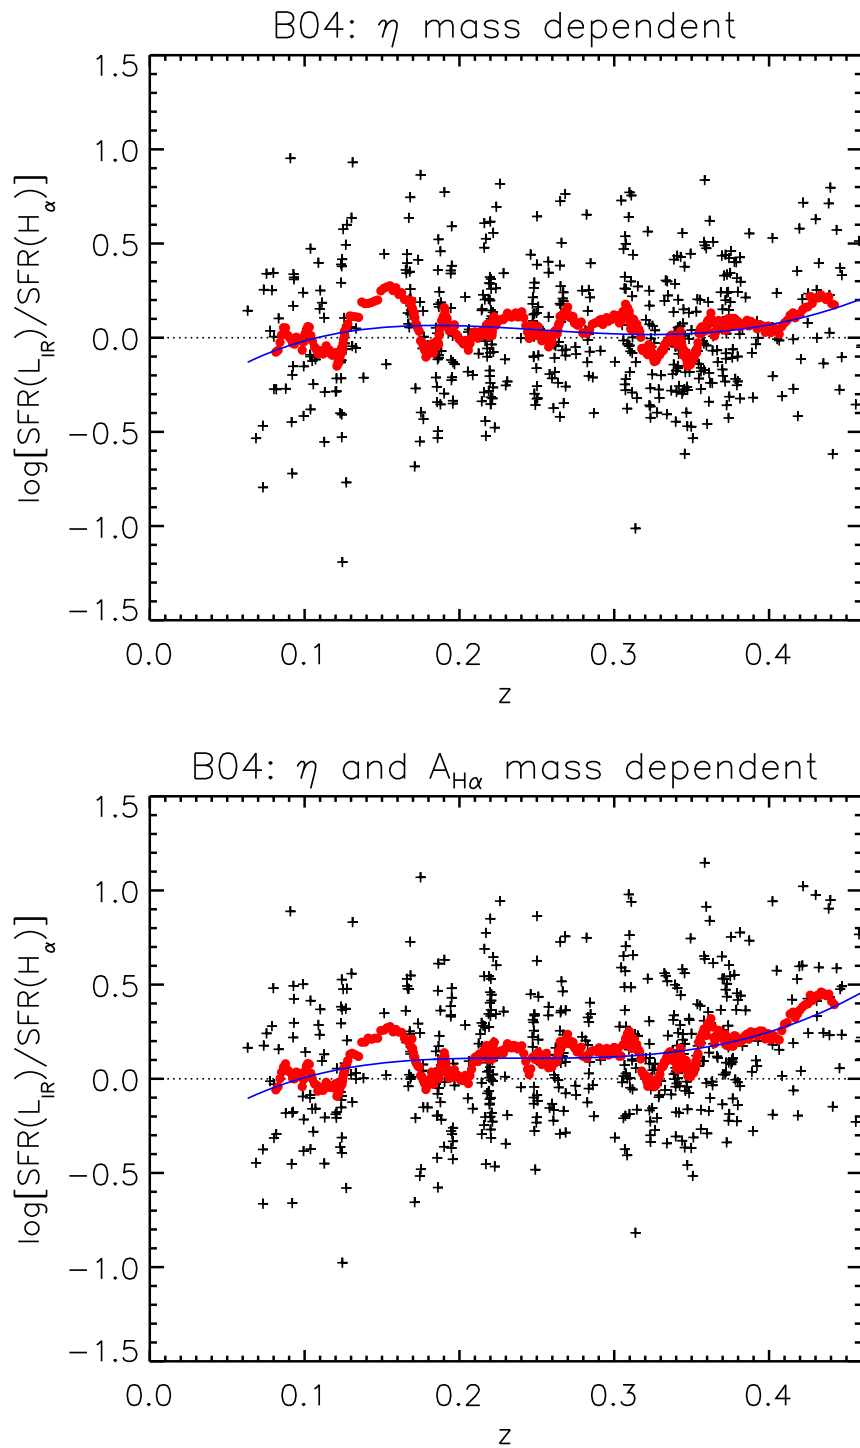 B04: η mass dependent
1.5
1.0
0.5
0.0
−0.5
−1.0
−1.5
log[SFR(L_IR)/SFR(H_α)]
0.0 0.1 0.2 0.3 0.4
z
B04: η and A_Hα mass dependent
1.5
1.0
0.5
0.0
−0.5
−1.0
−1.5
log[SFR(L_IR)/SFR(H_α)]
0.0 0.1 0.2 0.3 0.4
z